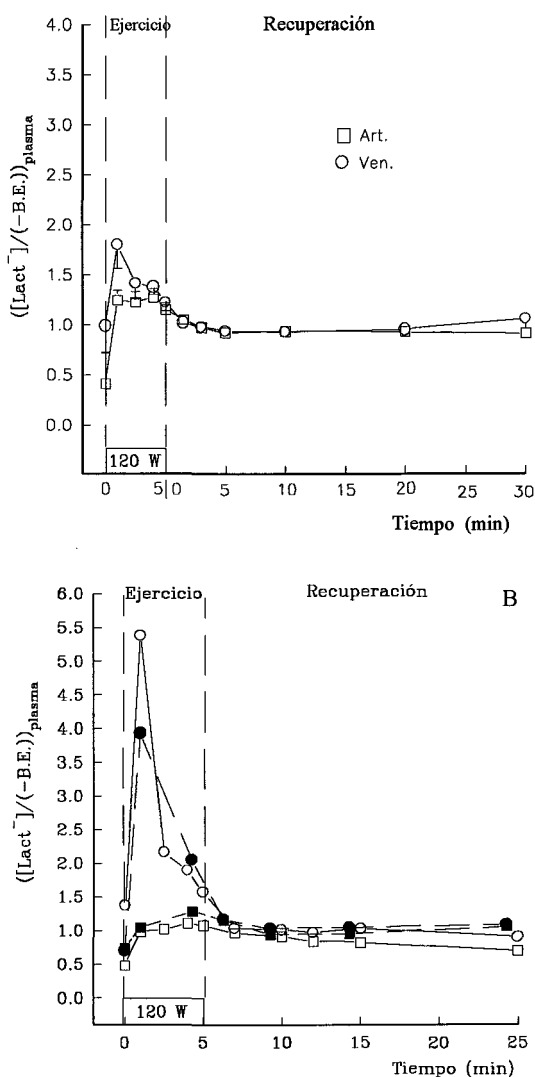 Ejercicio Recuperación
4.0
3.5
3.0
2.5
2.0
1.5
1.0
0.5
0.0
([Lact⁻]/(-B.E.))plasma
□ Art.
○ Ven.
120 W
0 5|0 5 10 15 20 25 30
Tiempo (min)
Ejercicio Recuperación B
6.0
5.5
5.0
4.5
4.0
3.5
3.0
2.5
2.0
1.5
1.0
0.5
0.0
([Lact⁻]/(-B.E.))plasma
120 W
0 5 10 15 20 25
Tiempo (min)